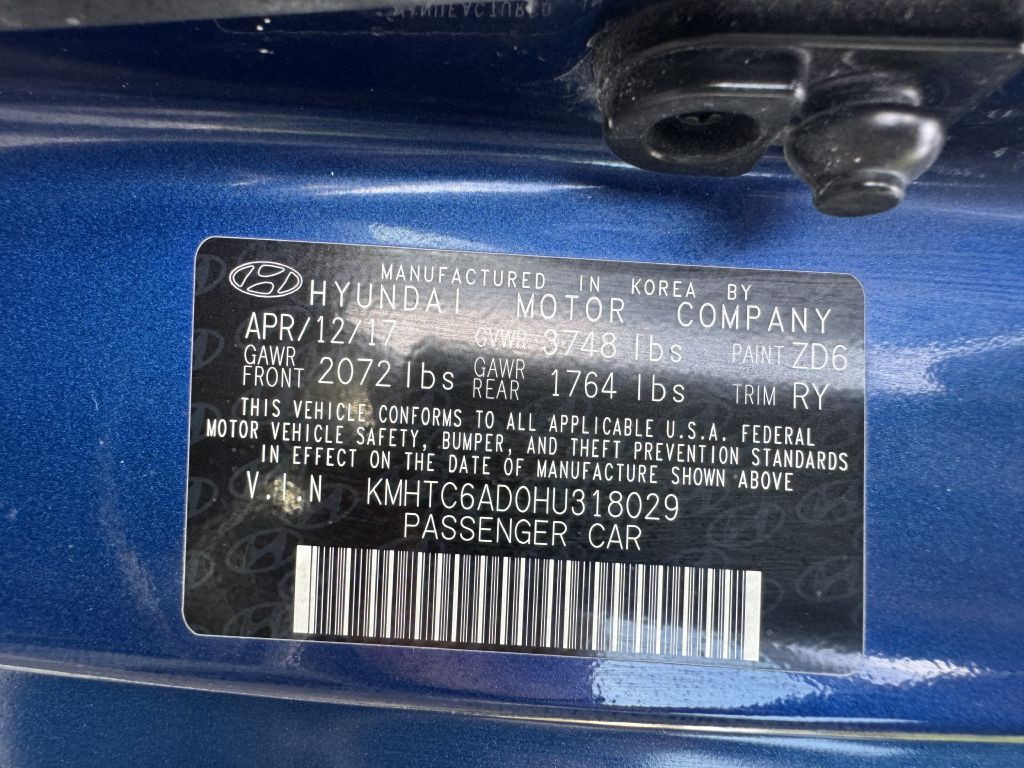 MANUFACTURED IN
MANUFACTURED IN KOREA BY
HYUNDAI MOTOR COMPANY
APR/12/17 GVWR 3748 lbs PAINT ZD6
GAWR FRONT 2072 lbs GAWR REAR 1764 lbs TRIM RY
THIS VEHICLE CONFORMS TO ALL APPLICABLE U.S.A. FEDERAL
MOTOR VEHICLE SAFETY, BUMPER, AND THEFT PREVENTION STANDARDS
IN EFFECT ON THE DATE OF MANUFACTURE SHOWN ABOVE
V.I.N KMHTC6AD0HU318029
PASSENGER CAR